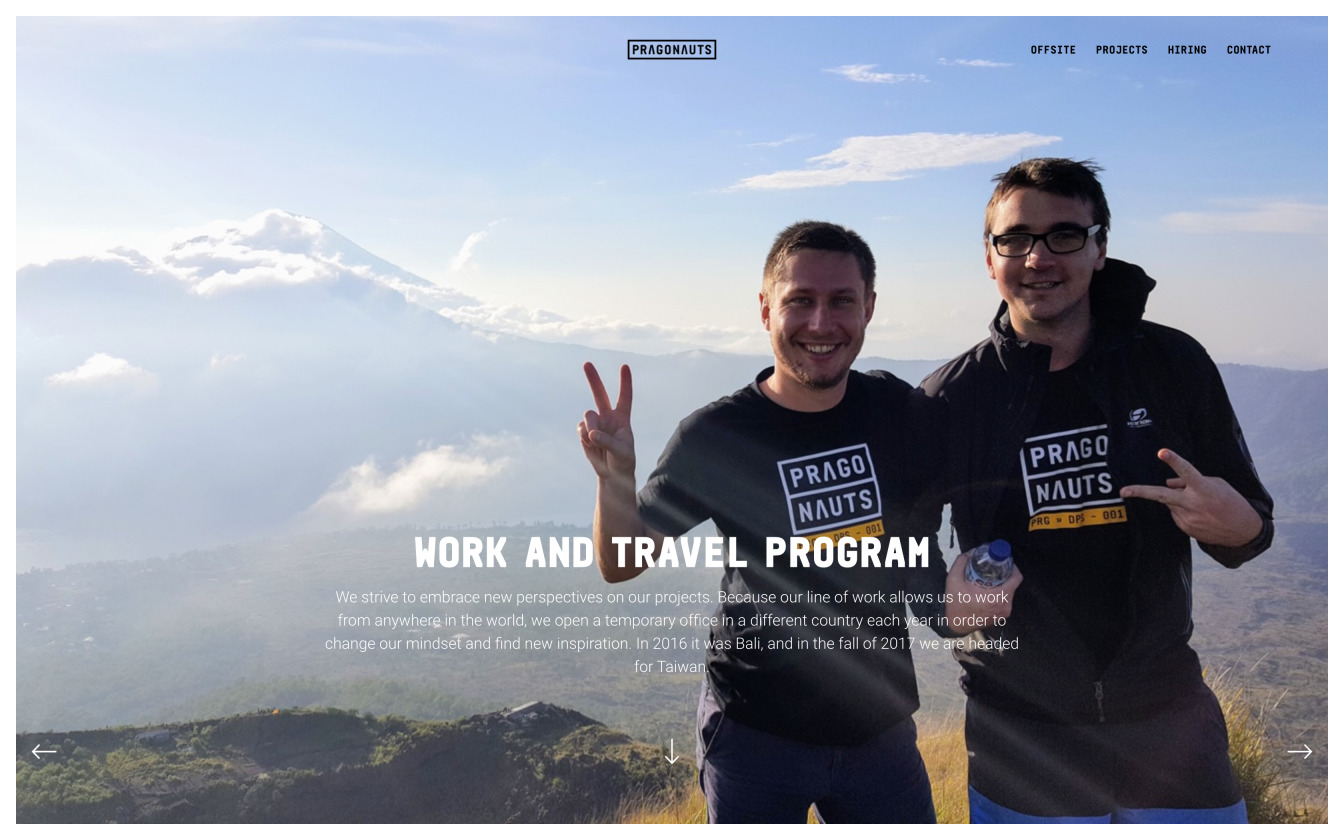 PRAGONAUTS
OFFSITE PROJECTS HIRING CONTACT
PRAGO
NAUTS
DPS - 001
PRAGO
NAUTS
PRG » DPS - 001
WORK AND TRAVEL PROGRAM
We strive to embrace new perspectives on our projects. Because our line of work allows us to work
from anywhere in the world, we open a temporary office in a different country each year in order to
change our mindset and find new inspiration. In 2016 it was Bali, and in the fall of 2017 we are headed
for Taiwan.